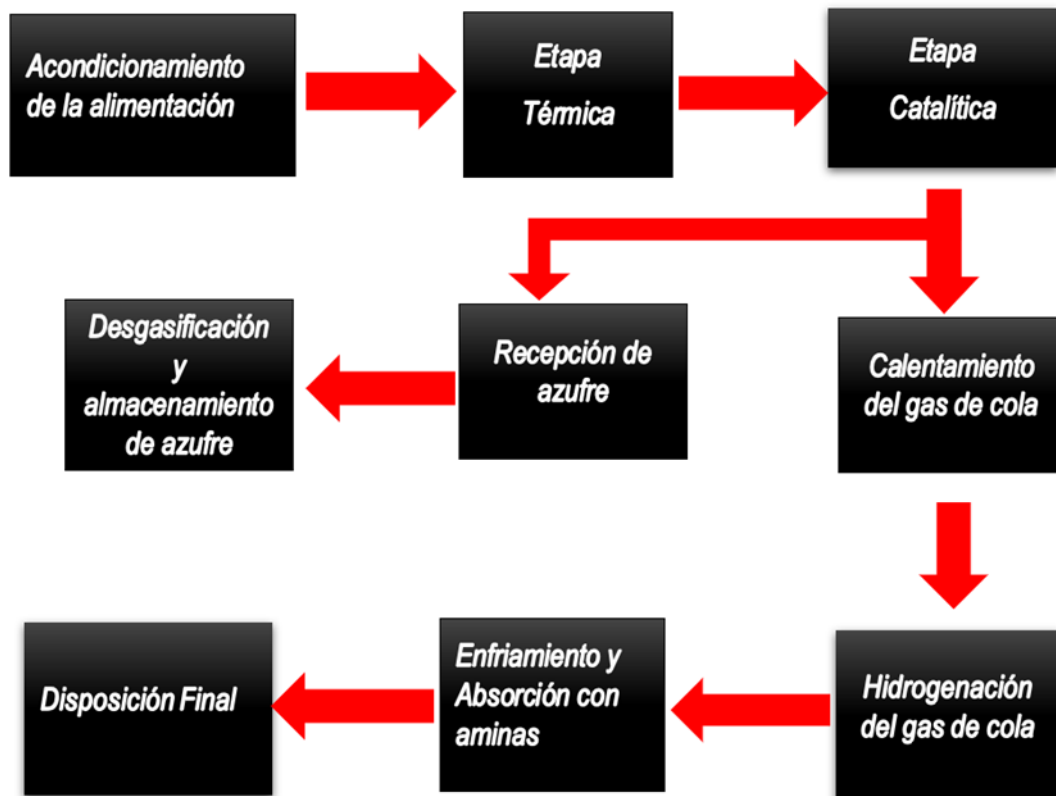 Acondicionamiento
de la alimentación
Etapa
Térmica
Etapa
Catalítica
Desgasificación
y
almacenamiento
de azufre
Recepción de
azufre
Calentamiento
del gas de cola
Disposición Final
Enfriamiento y
Absorción con
aminas
Hidrogenación
del gas de cola